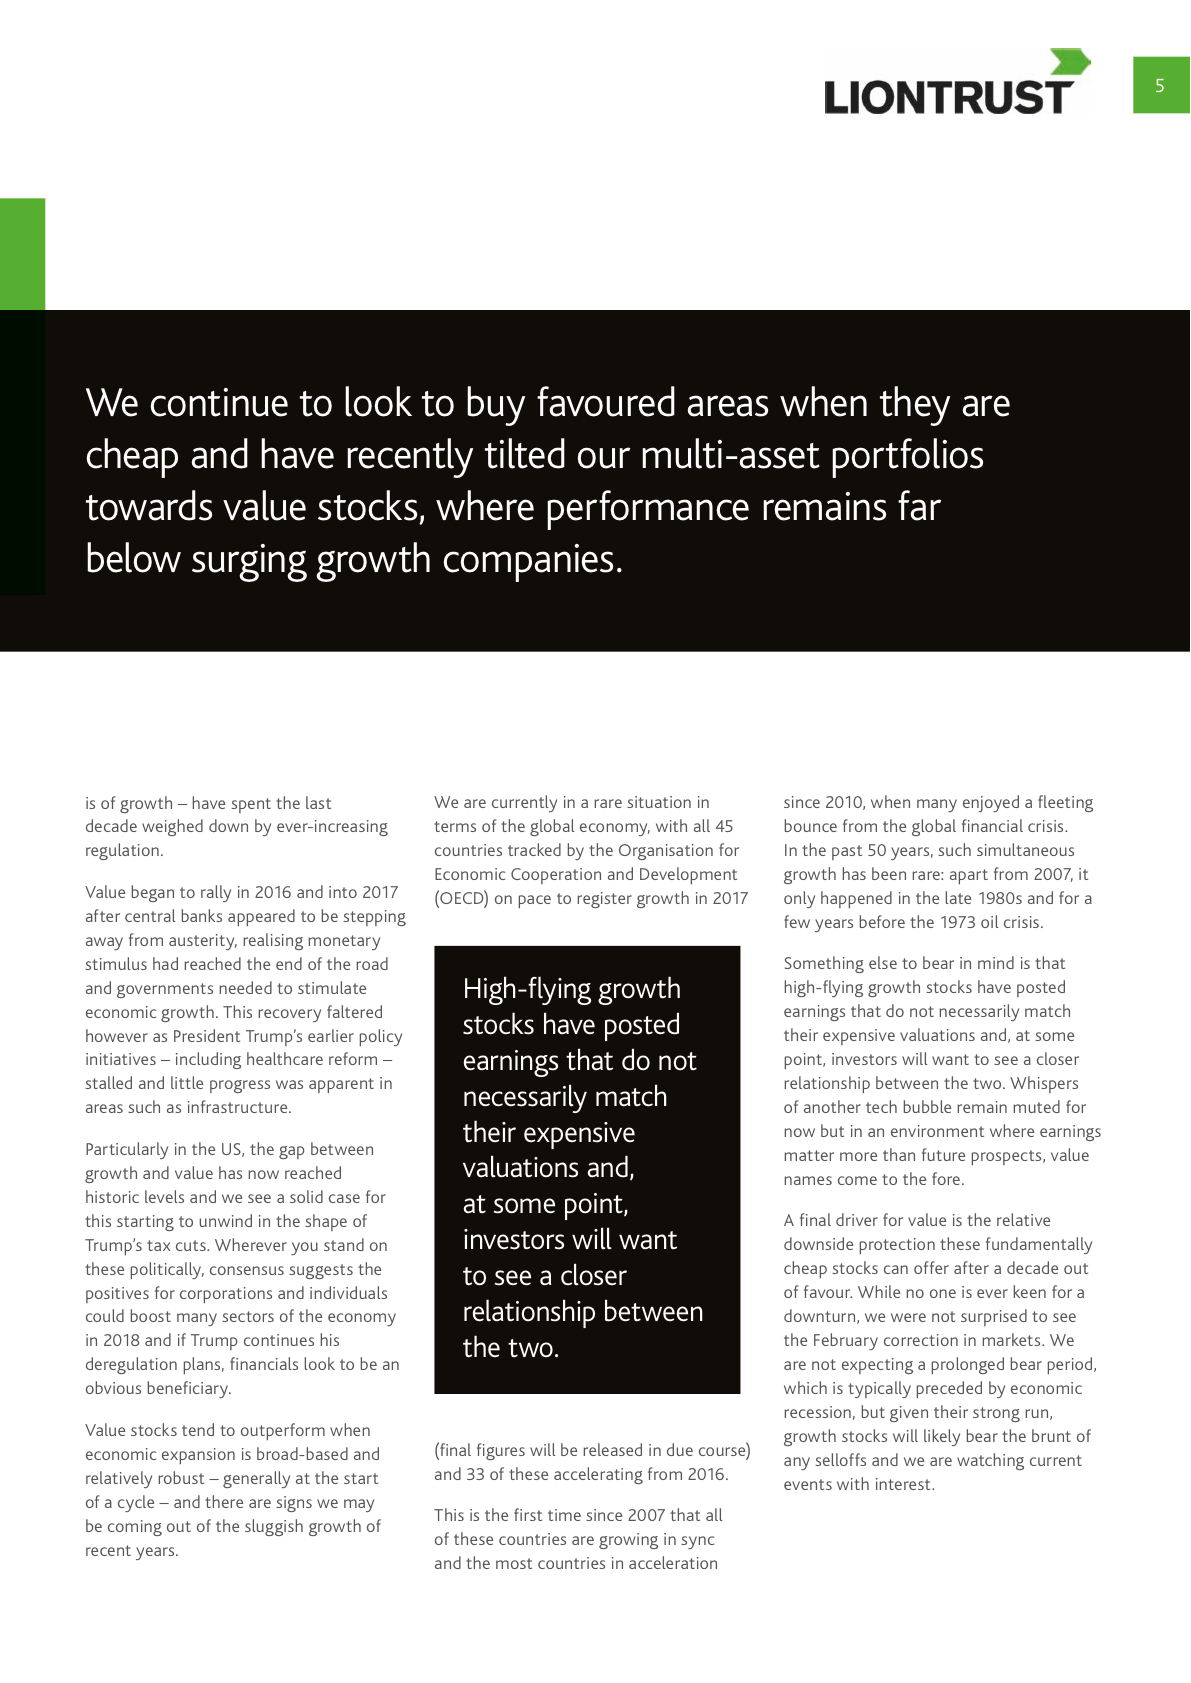 LIONTRUST
5
We continue to look to buy favoured areas when they are
cheap and have recently tilted our multi-asset portfolios
towards value stocks, where performance remains far
below surging growth companies.
is of growth – have spent the last
decade weighed down by ever-increasing
regulation.
Value began to rally in 2016 and into 2017
after central banks appeared to be stepping
away from austerity, realising monetary
stimulus had reached the end of the road
and governments needed to stimulate
economic growth. This recovery faltered
however as President Trump's earlier policy
initiatives – including healthcare reform –
stalled and little progress was apparent in
areas such as infrastructure.
Particularly in the US, the gap between
growth and value has now reached
historic levels and we see a solid case for
this starting to unwind in the shape of
Trump's tax cuts. Wherever you stand on
these politically, consensus suggests the
positives for corporations and individuals
could boost many sectors of the economy
in 2018 and if Trump continues his
deregulation plans, financials look to be an
obvious beneficiary.
Value stocks tend to outperform when
economic expansion is broad-based and
relatively robust – generally at the start
of a cycle – and there are signs we may
be coming out of the sluggish growth of
recent years.
We are currently in a rare situation in
terms of the global economy, with all 45
countries tracked by the Organisation for
Economic Cooperation and Development
(OECD) on pace to register growth in 2017
High-flying growth
stocks have posted
earnings that do not
necessarily match
their expensive
valuations and,
at some point,
investors will want
to see a closer
relationship between
the two.
(final figures will be released in due course)
and 33 of these accelerating from 2016.
This is the first time since 2007 that all
of these countries are growing in sync
and the most countries in acceleration
since 2010, when many enjoyed a fleeting
bounce from the global financial crisis.
In the past 50 years, such simultaneous
growth has been rare: apart from 2007, it
only happened in the late 1980s and for a
few years before the 1973 oil crisis.
Something else to bear in mind is that
high-flying growth stocks have posted
earnings that do not necessarily match
their expensive valuations and, at some
point, investors will want to see a closer
relationship between the two. Whispers
of another tech bubble remain muted for
now but in an environment where earnings
matter more than future prospects, value
names come to the fore.
A final driver for value is the relative
downside protection these fundamentally
cheap stocks can offer after a decade out
of favour. While no one is ever keen for a
downturn, we were not surprised to see
the February correction in markets. We
are not expecting a prolonged bear period,
which is typically preceded by economic
recession, but given their strong run,
growth stocks will likely bear the brunt of
any selloffs and we are watching current
events with interest.